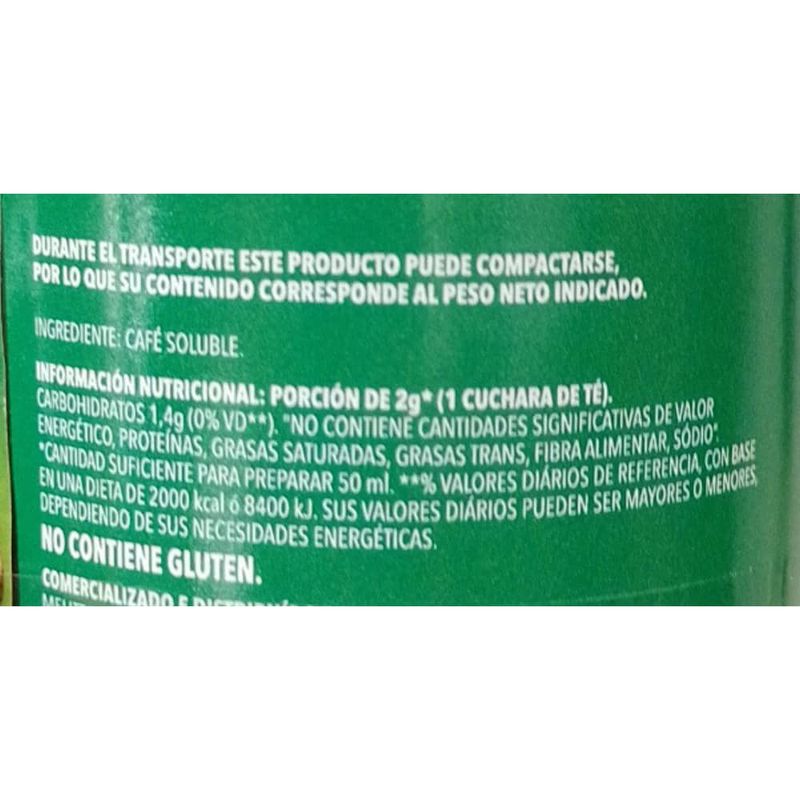 DURANTE EL TRANSPORTE ESTE PRODUCTO PUEDE COMPACTARSE,
POR LO QUE SU CONTENIDO CORRESPONDE AL PESO NETO INDICADO.
INGREDIENTE: CAFÉ SOLUBLE.
INFORMACIÓN NUTRICIONAL: PORCIÓN DE 2g* (1 CUCHARA DE TÉ).
CARBOHIDRATOS 1,4g (0% VD**). "NO CONTIENE CANTIDADES SIGNIFICATIVAS DE VALOR
ENERGÉTICO, PROTEÍNAS, GRASAS SATURADAS, GRASAS TRANS, FIBRA ALIMENTAR, SÓDIO".
*CANTIDAD SUFICIENTE PARA PREPARAR 50 ml. **% VALORES DIÁRIOS DE REFERENCIA, CON BASE
EN UNA DIETA DE 2000 kcal ó 8400 kJ. SUS VALORES DIÁRIOS PUEDEN SER MAYORES O MENORES,
DEPENDIENDO DE SUS NECESIDADES ENERGÉTICAS.
NO CONTIENE GLUTEN.
COMERCIALIZADO E